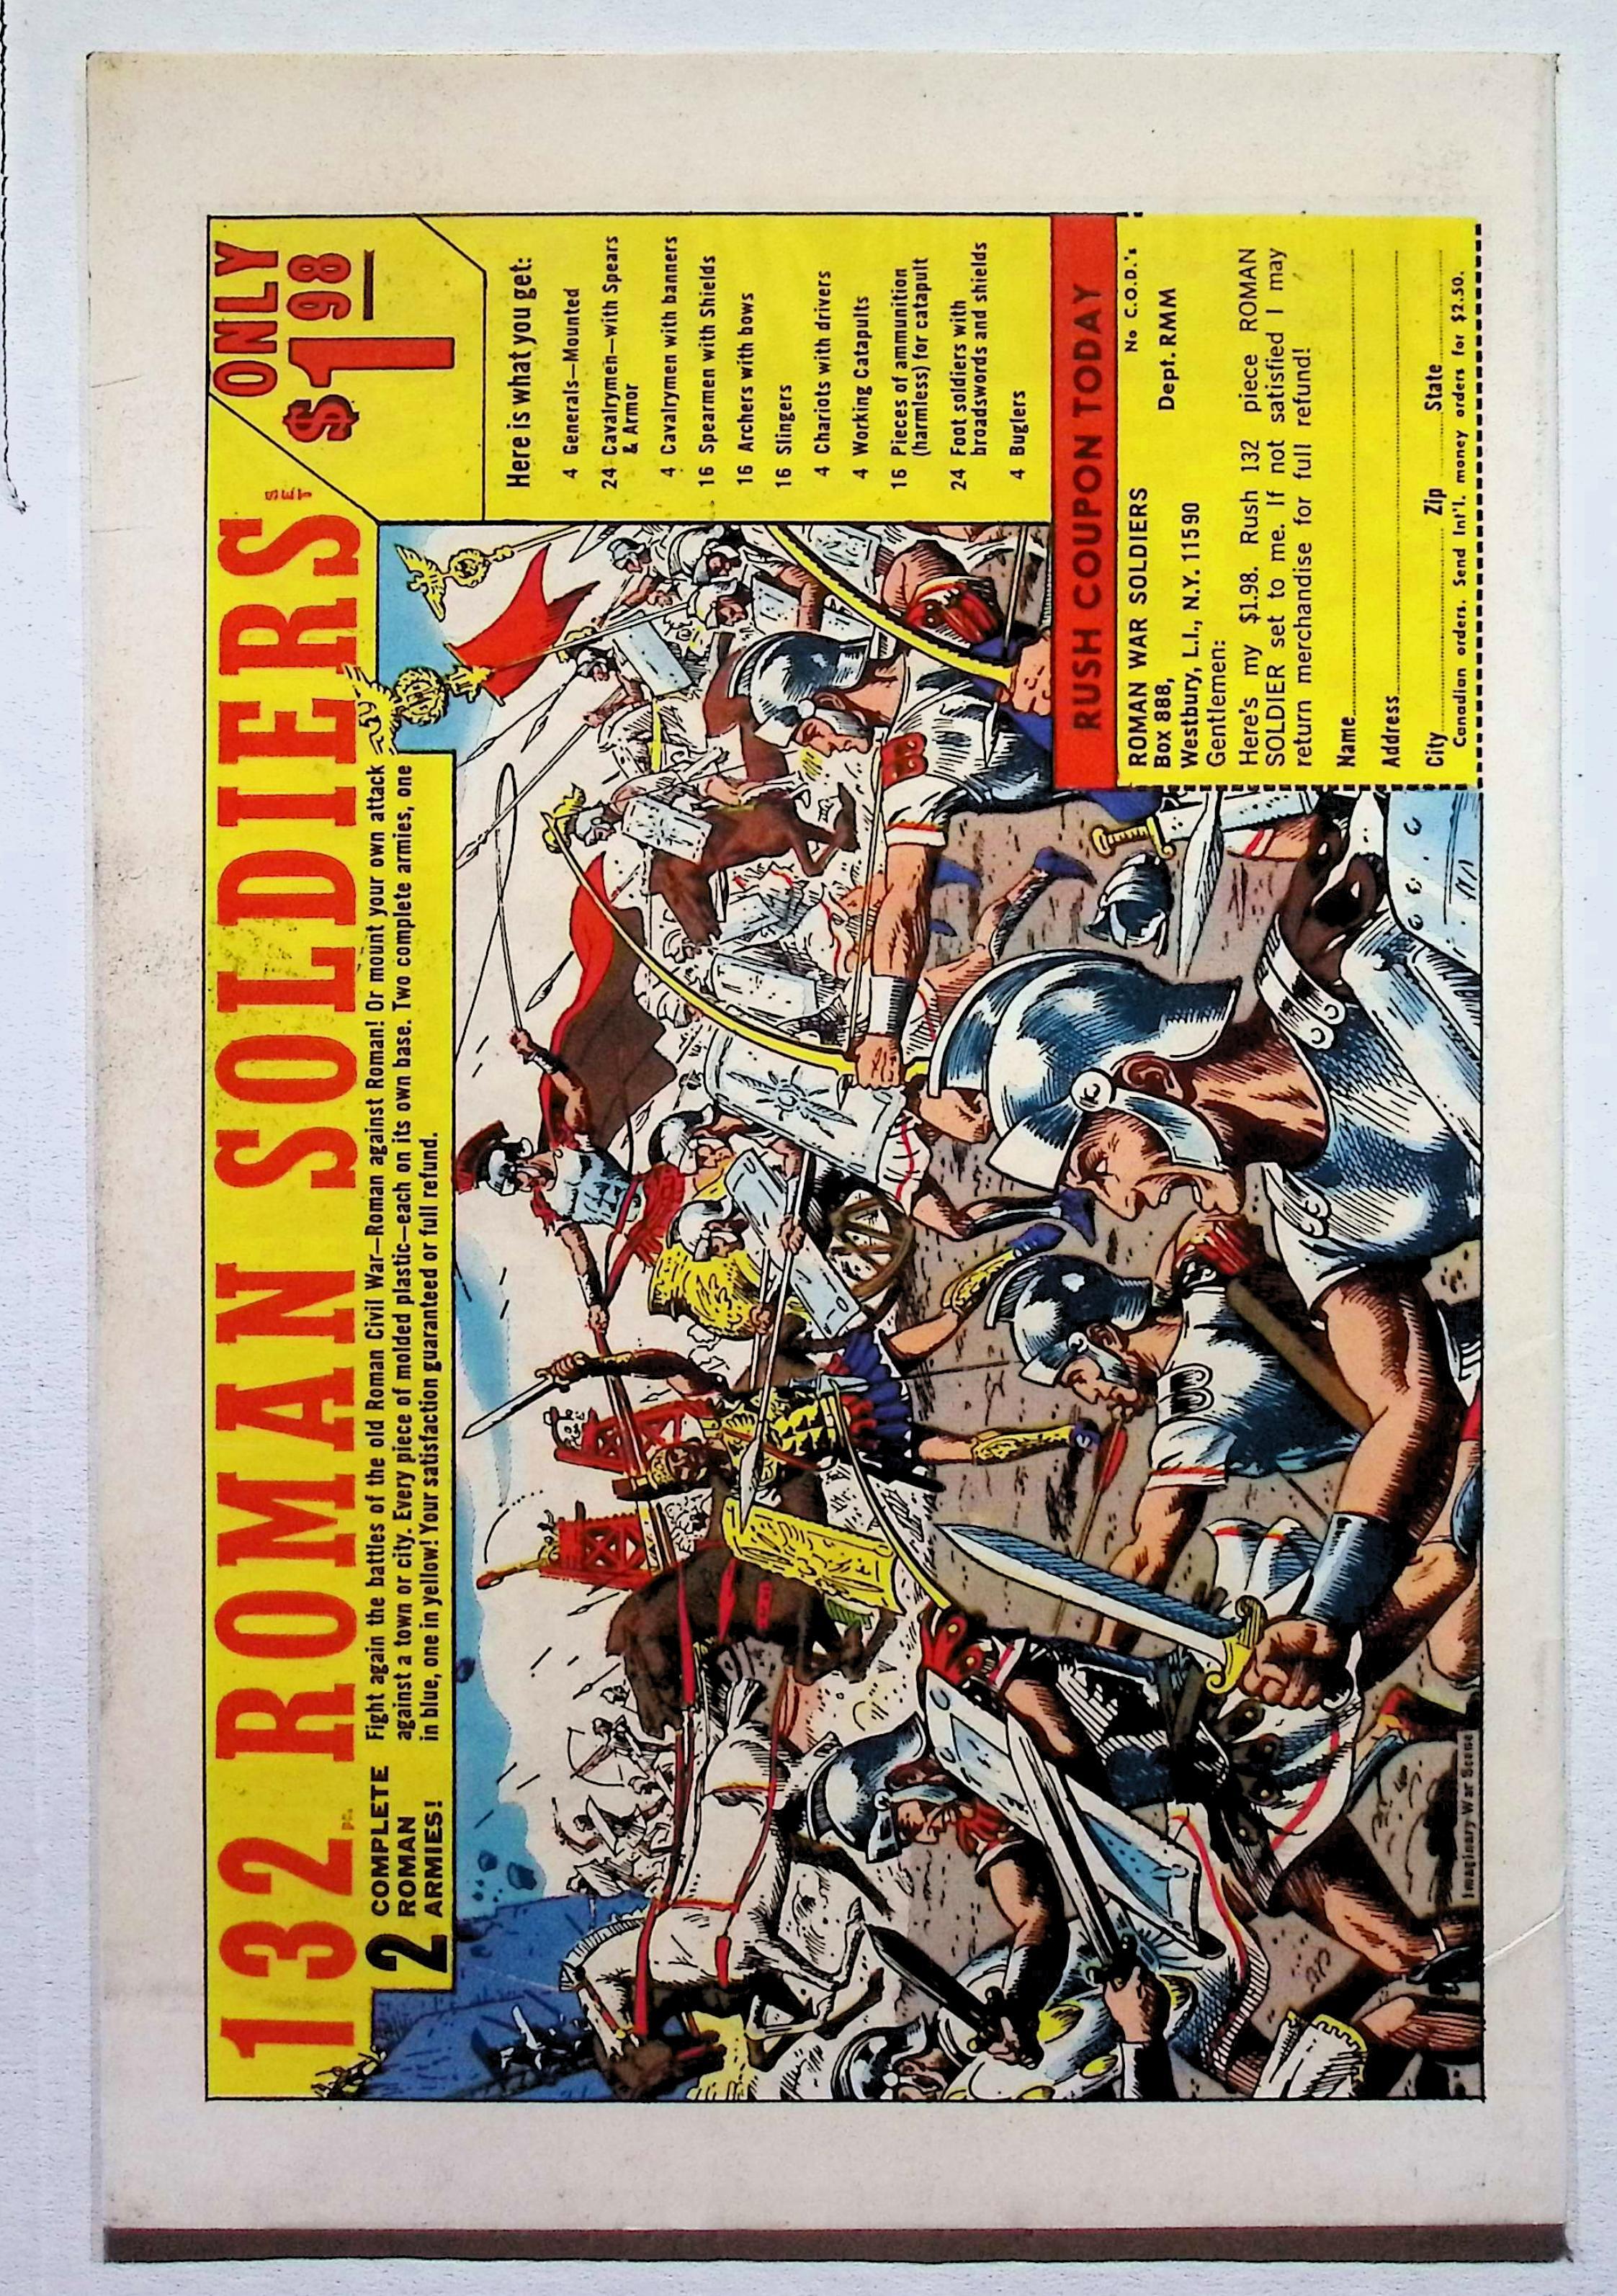 132 PC. ROMAN SOLDIERS SET
ONLY
$1.98
2 COMPLETE
ROMAN
ARMIES!
Fight again the battles of the old Roman Civil War—Roman against Roman! Or mount your own attack
against a town or city. Every piece of molded plastic—each on its own base. Two complete armies, one
in blue, one in yellow! Your satisfaction guaranteed or full refund.
Here is what you get:
4 Generals—Mounted
24 Cavalrymen—with Spears
& Armor
4 Cavalrymen with banners
16 Spearmen with Shields
16 Archers with bows
16 Slingers
4 Chariots with drivers
4 Working Catapults
16 Pieces of ammunition
(harmless) for catapult
24 Foot soldiers with
broadswords and shields
4 Buglers
RUSH COUPON TODAY
ROMAN WAR SOLDIERS No C.O.D.'s
Box 888,
Westbury, L.I., N.Y. 11590 Dept. RMM
Gentlemen:
Here's my $1.98. Rush 132 piece ROMAN
SOLDIER set to me. If not satisfied I may
return merchandise for full refund!
Name
Address
City Zip State
Canadian orders. Send Int'l. money orders for $2.50.
Imaginary War Scene